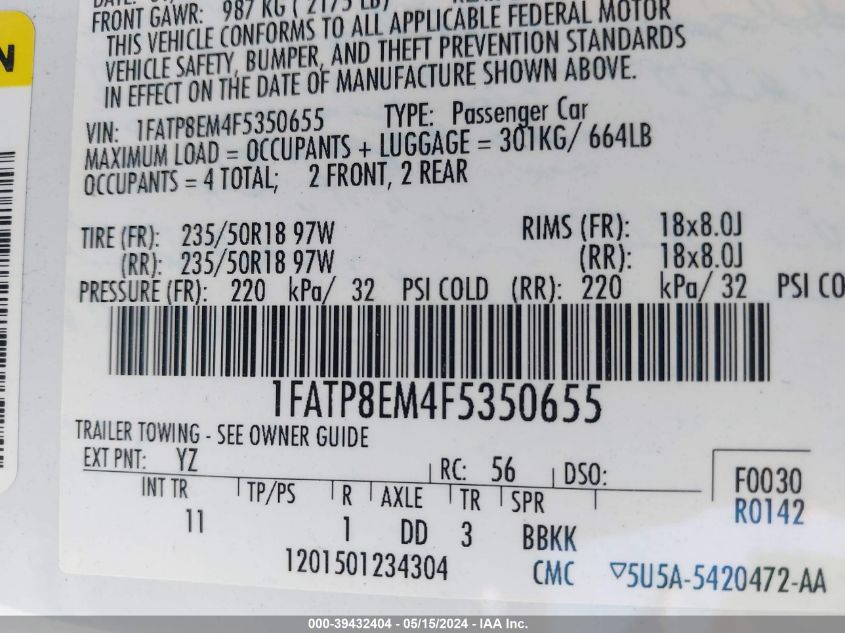 FRONT GAWR: 987 KG ( 2175 LB)
THIS VEHICLE CONFORMS TO ALL APPLICABLE FEDERAL MOTOR
VEHICLE SAFETY, BUMPER, AND THEFT PREVENTION STANDARDS
IN EFFECT ON THE DATE OF MANUFACTURE SHOWN ABOVE.
VIN: 1FATP8EM4F5350655 TYPE: Passenger Car
MAXIMUM LOAD = OCCUPANTS + LUGGAGE = 301KG/ 664LB
OCCUPANTS = 4 TOTAL; 2 FRONT, 2 REAR
TIRE (FR): 235/50R18 97W RIMS (FR): 18x8.0J
(RR): 235/50R18 97W (RR): 18x8.0J
PRESSURE (FR): 220 kPa/ 32 PSI COLD (RR): 220 kPa/ 32 PSI CO
1FATP8EM4F5350655
TRAILER TOWING - SEE OWNER GUIDE
EXT PNT: YZ RC: 56 DSO: F0030
INT TR TP/PS R AXLE TR SPR R0142
11 1 DD 3 BBKK
1201501234304 CMC ▽5U5A-5420472-AA
N
000-39432404 - 05/15/2024 - IAA Inc.